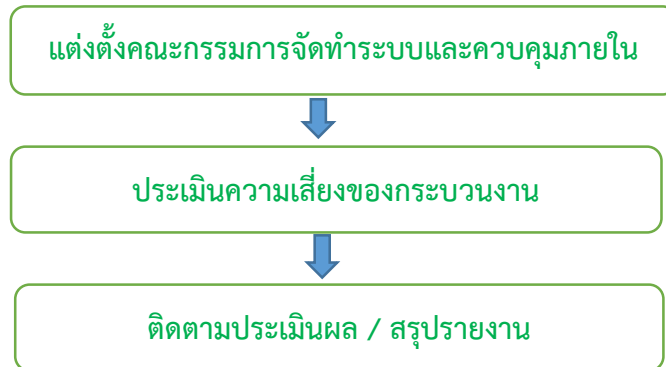 แต่งตั้งคณะกรรมการจัดทำระบบและควบคุมภายใน
ประเมินความเสี่ยงของกระบวนงาน
ติดตามประเมินผล / สรุปรายงาน